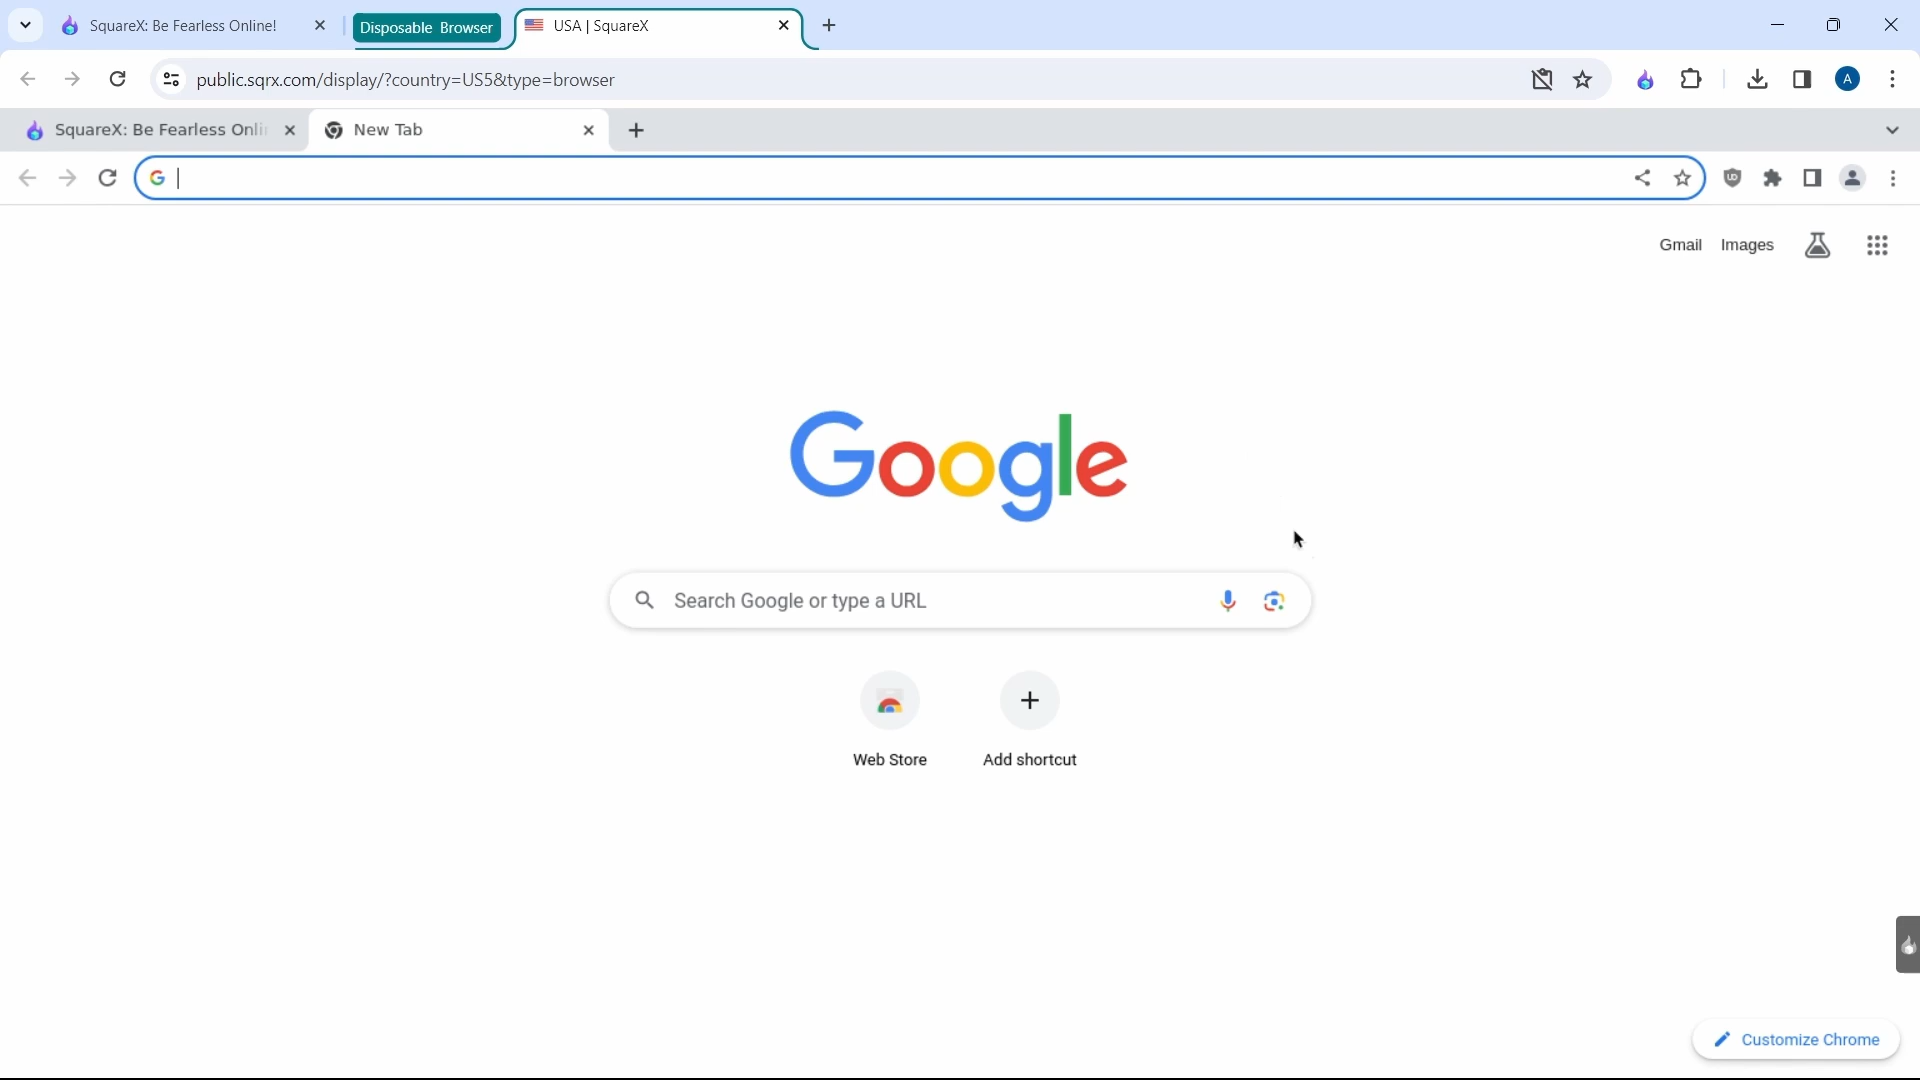 SquareX: Be Fearless Online!
Disposable Browser
USA | SquareX
public.sqrx.com/display/?country=US5&type=browser
A
SquareX: Be Fearless Onli
New Tab
G
Gmail Images
Google
Search Google or type a URL
Web Store
Add shortcut
Customize Chrome